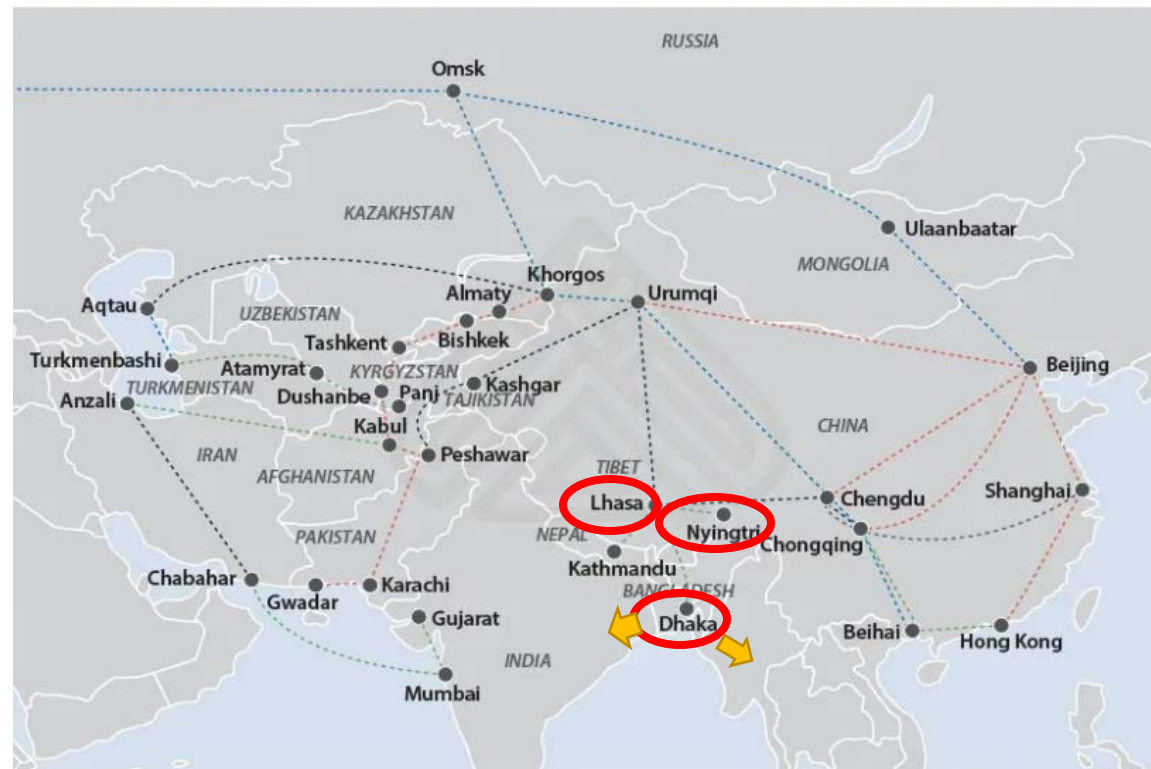 RUSSIA
Omsk
KAZAKHSTAN
Ulaanbaatar
MONGOLIA
Khorgos
Almaty
Urumqi
Aqtau
UZBEKISTAN
Tashkent
Bishkek
Turkmenbashi
Atamyrat
KYRGYZSTAN
Beijing
TURKMENISTAN
Dushanbe
Panj
Kashgar
TAJIKISTAN
Anzali
Kabul
CHINA
IRAN
Peshawar
AFGHANISTAN
TIBET
Lhasa
Chengdu
Shanghai
PAKISTAN
NEPAL
Nyingtri
Chongqing
Kathmandu
Chabahar
Gwadar
Karachi
BANGLADESH
Gujarat
Dhaka
Beihai
Hong Kong
INDIA
Mumbai